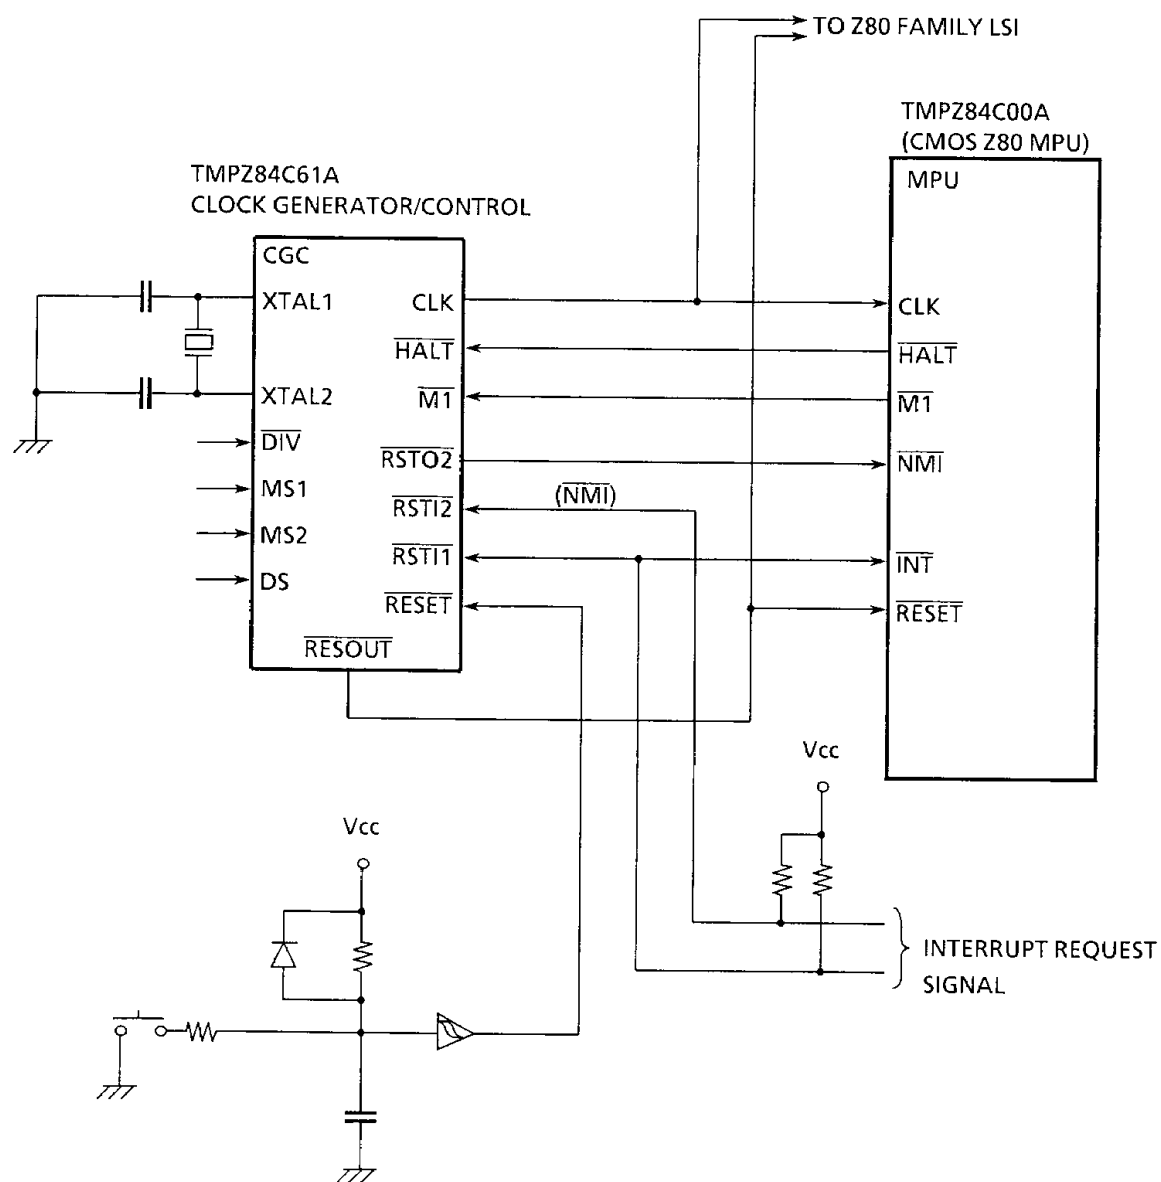 TO Z80 FAMILY LSI
TMPZ84C00A
(CMOS Z80 MPU)
MPU
TMPZ84C61A
CLOCK GENERATOR/CONTROL
CGC
XTAL1
CLK
CLK
HALT
HALT
XTAL2
M1
M1
DIV
RSTO2
NMI
MS1
RSTI2
(NMI)
MS2
RSTI1
INT
DS
RESET
RESET
RESOUT
Vcc
Vcc
INTERRUPT REQUEST
SIGNAL